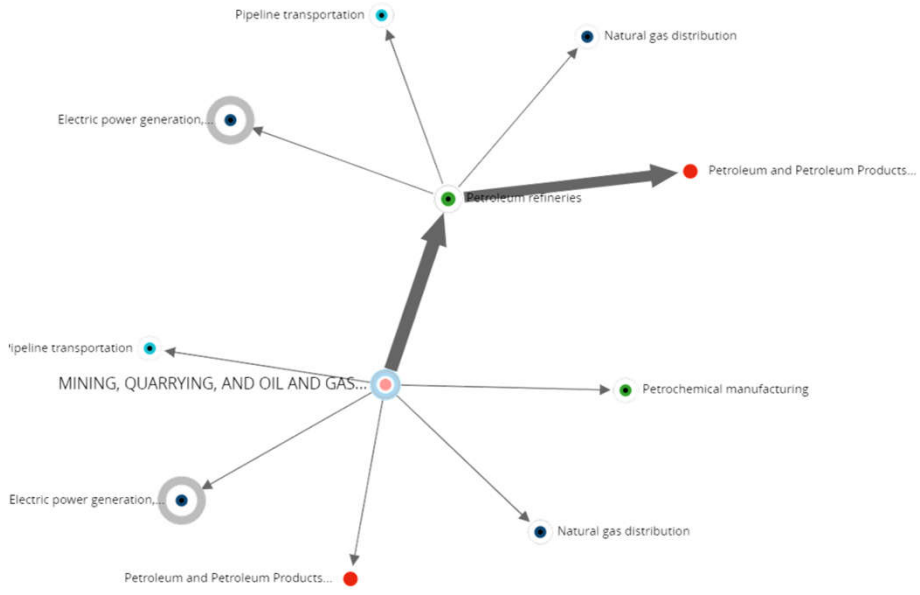 Pipeline transportation
Natural gas distribution
Electric power generation,...
Petroleum and Petroleum Products...
Petroleum refineries
Pipeline transportation
MINING, QUARRYING, AND OIL AND GAS...
Petrochemical manufacturing
Electric power generation,...
Natural gas distribution
Petroleum and Petroleum Products...